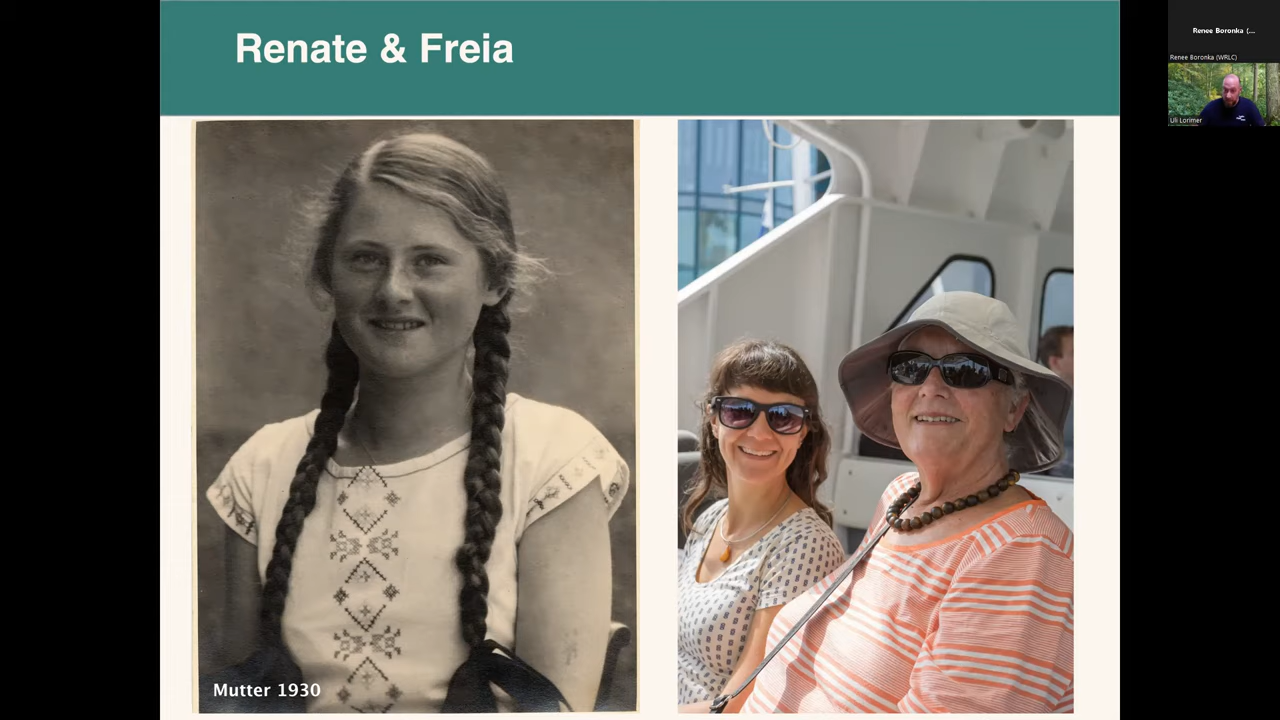 Renate & Freia
Mutter 1930
Renee Boronka (...
Renee Boronka (WRLC)
Uli Lorimer